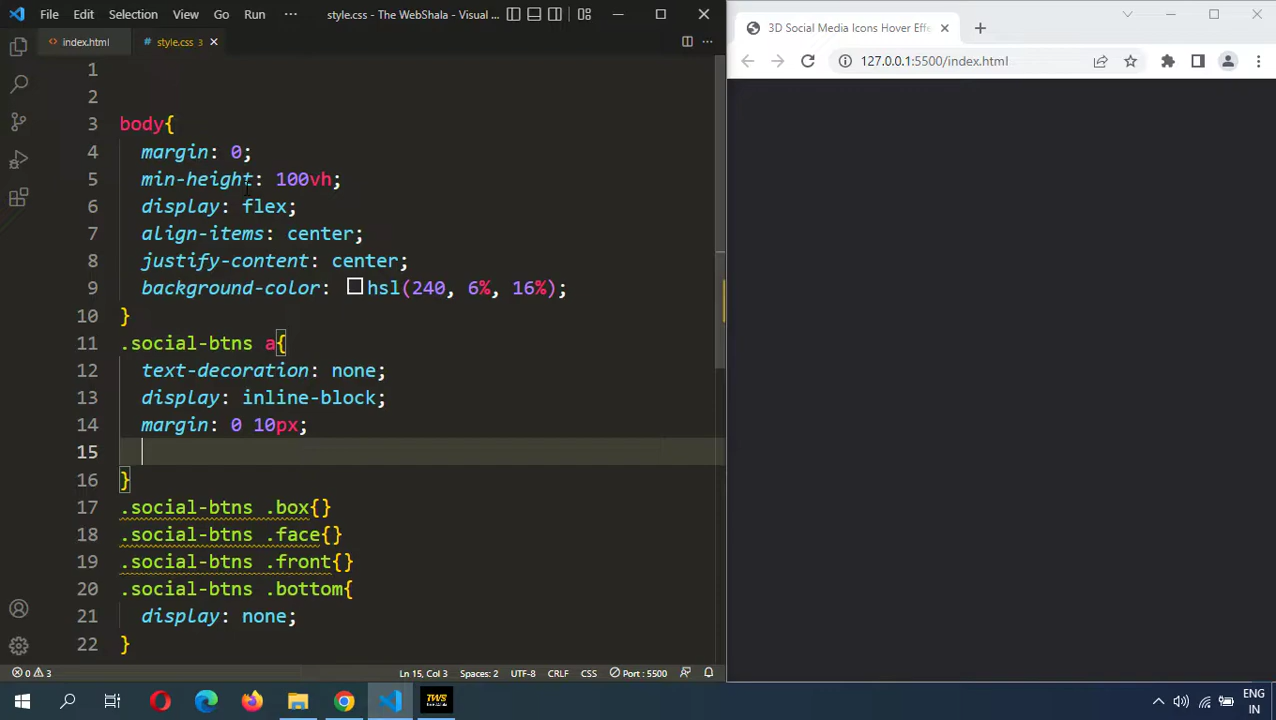 File Edit Selection View Go Run ··· style.css - The WebShala - Visual ...
3D Social Media Icons Hover Effe
index.html style.css 3
127.0.0.1:5500/index.html
1
2
3 body{
4 margin: 0;
5 min-height: 100vh;
6 display: flex;
7 align-items: center;
8 justify-content: center;
9 background-color: hsl(240, 6%, 16%);
10 }
11 .social-btns a{
12 text-decoration: none;
13 display: inline-block;
14 margin: 0 10px;
15
16 }
17 .social-btns .box{}
18 .social-btns .face{}
19 .social-btns .front{}
20 .social-btns .bottom{
21 display: none;
22 }
0 3 Ln 15, Col 3 Spaces: 2 UTF-8 CRLF CSS Port : 5500
TWS
ENG
IN